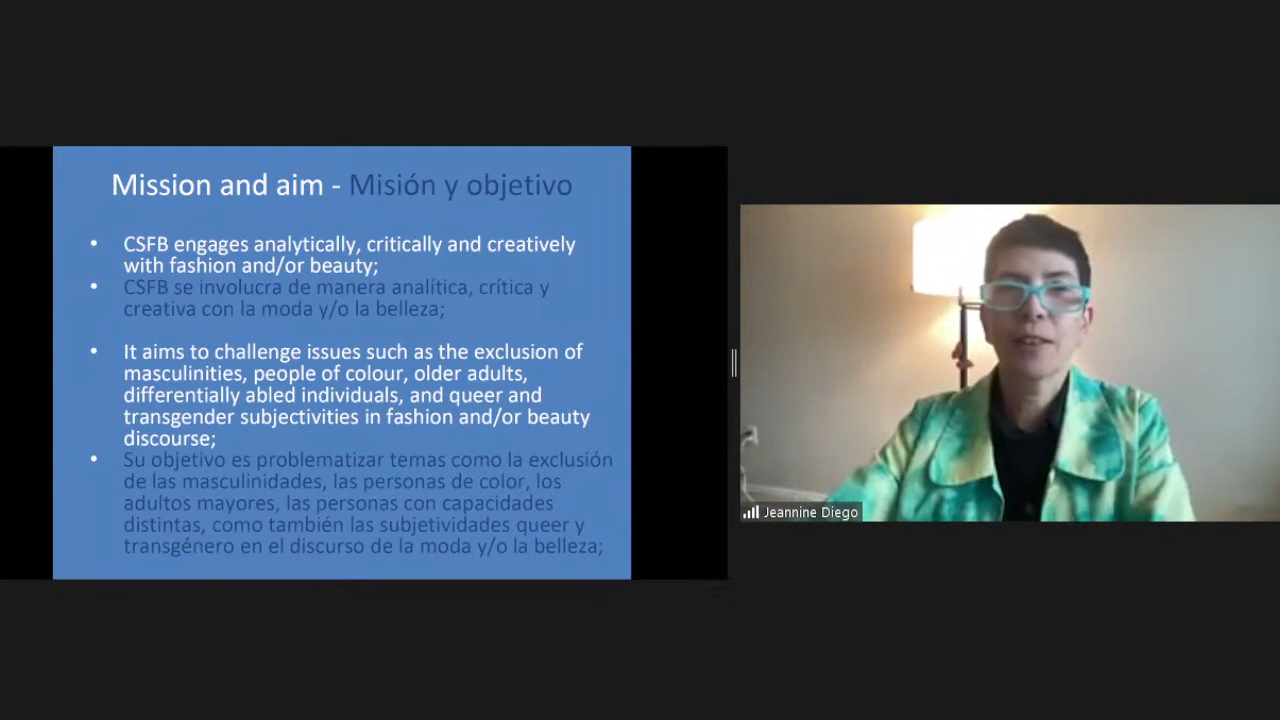 Mission and aim - Misión y objetivo
• CSFB engages analytically, critically and creatively
with fashion and/or beauty;
• CSFB se involucra de manera analítica, crítica y
creativa con la moda y/o la belleza;
• It aims to challenge issues such as the exclusion of
masculinities, people of colour, older adults,
differentially abled individuals, and queer and
transgender subjectivities in fashion and/or beauty
discourse;
• Su objetivo es problematizar temas como la exclusión
de las masculinidades, las personas de color, los
adultos mayores, las personas con capacidades
distintas, como también las subjetividades queer y
transgénero en el discurso de la moda y/o la belleza;
Jeannine Diego